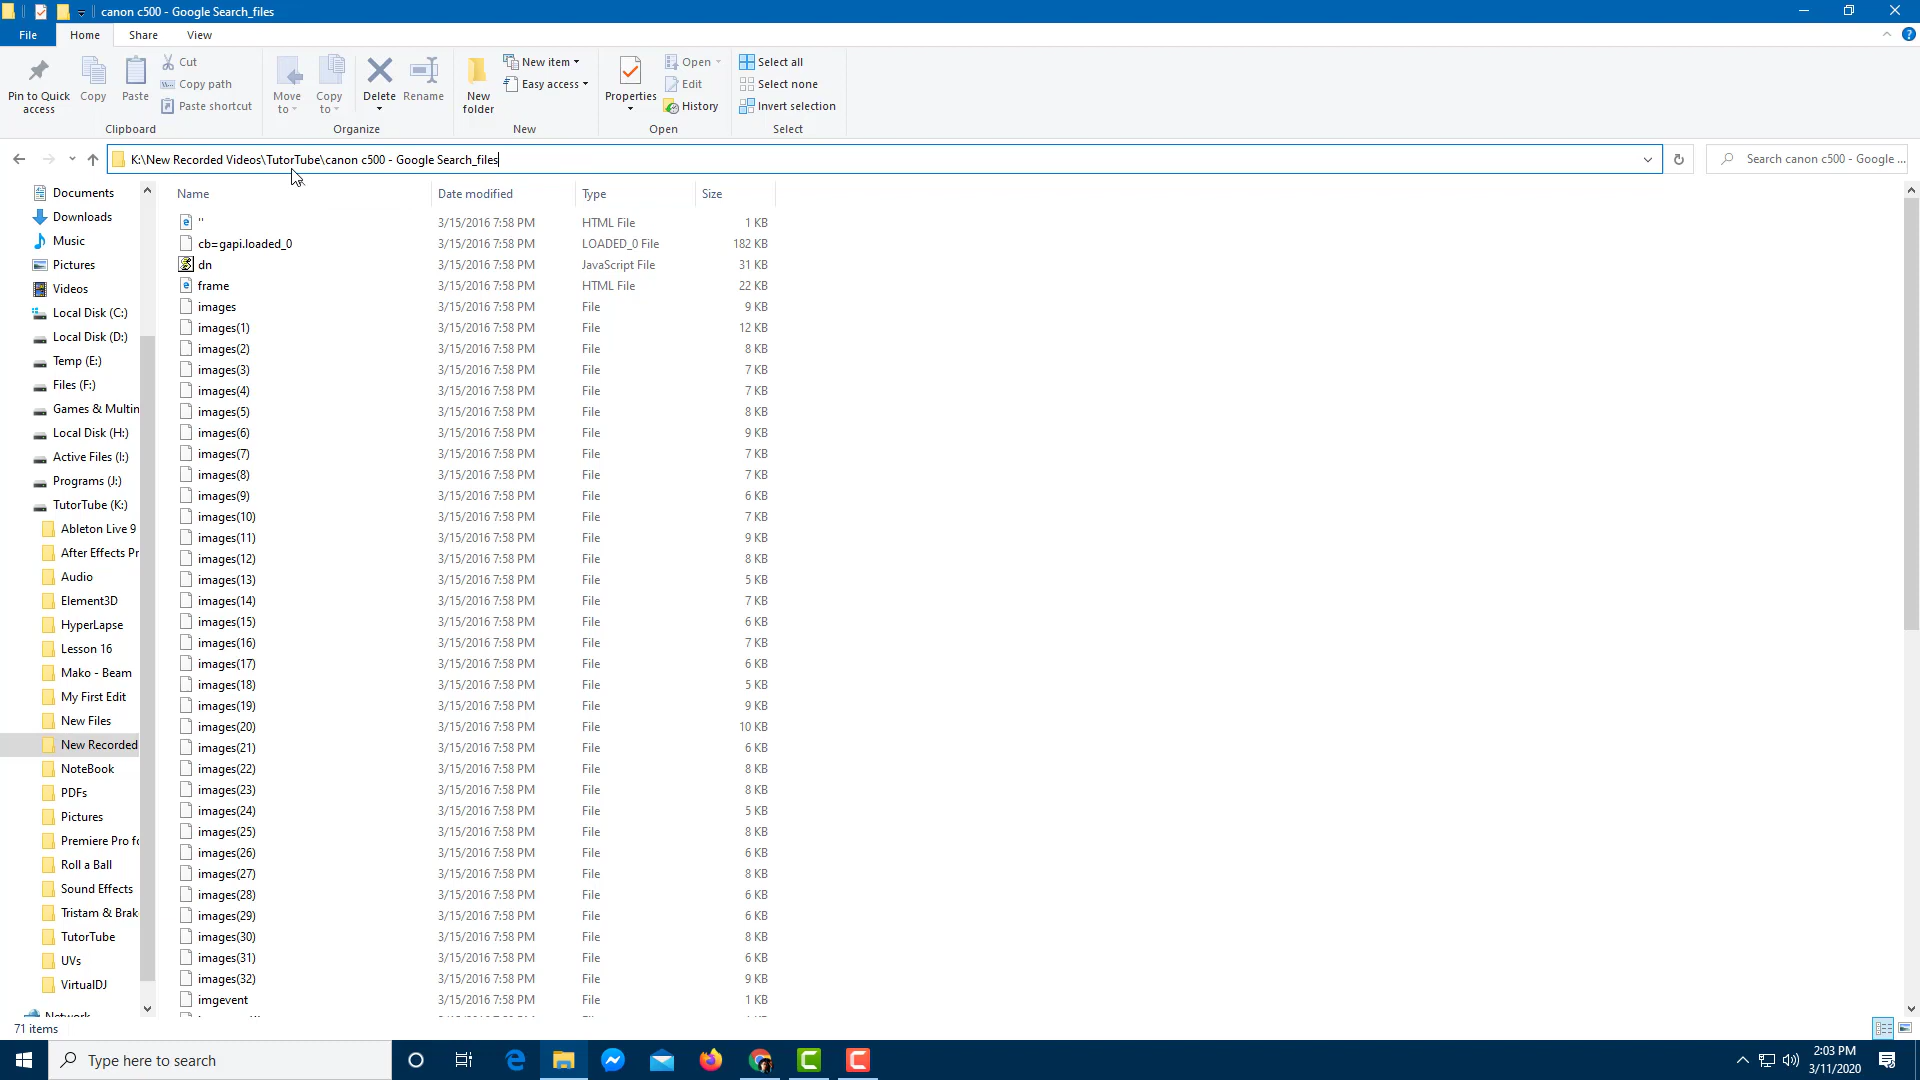 canon c500 - Google Search_files
File Home Share View
Pin to Quick access
Copy
Paste
Cut
Copy path
Paste shortcut
Clipboard
Move to
Copy to
Delete
Rename
Organize
New folder
New item
Easy access
New
Properties
Open
Edit
History
Open
Select all
Select none
Invert selection
Select
K:\New Recorded Videos\TutorTube\canon c500 - Google Search_files
Search canon c500 - Google ...
Documents
Downloads
Music
Pictures
Videos
Local Disk (C:)
Local Disk (D:)
Temp (E:)
Files (F:)
Games & Multin
Local Disk (H:)
Active Files (I:)
Programs (J:)
TutorTube (K:)
Ableton Live 9
After Effects Pr
Audio
Element3D
HyperLapse
Lesson 16
Mako - Beam
My First Edit
New Files
New Recorded
NoteBook
PDFs
Pictures
Premiere Pro fo
Roll a Ball
Sound Effects
Tristam & Brak
TutorTube
UVs
VirtualDJ
Network
Name Date modified Type Size
'' 3/15/2016 7:58 PM HTML File 1 KB
cb=gapi.loaded_0 3/15/2016 7:58 PM LOADED_0 File 182 KB
dn 3/15/2016 7:58 PM JavaScript File 31 KB
frame 3/15/2016 7:58 PM HTML File 22 KB
images 3/15/2016 7:58 PM File 9 KB
images(1) 3/15/2016 7:58 PM File 12 KB
images(2) 3/15/2016 7:58 PM File 8 KB
images(3) 3/15/2016 7:58 PM File 7 KB
images(4) 3/15/2016 7:58 PM File 7 KB
images(5) 3/15/2016 7:58 PM File 8 KB
images(6) 3/15/2016 7:58 PM File 9 KB
images(7) 3/15/2016 7:58 PM File 7 KB
images(8) 3/15/2016 7:58 PM File 7 KB
images(9) 3/15/2016 7:58 PM File 6 KB
images(10) 3/15/2016 7:58 PM File 7 KB
images(11) 3/15/2016 7:58 PM File 9 KB
images(12) 3/15/2016 7:58 PM File 8 KB
images(13) 3/15/2016 7:58 PM File 5 KB
images(14) 3/15/2016 7:58 PM File 7 KB
images(15) 3/15/2016 7:58 PM File 6 KB
images(16) 3/15/2016 7:58 PM File 7 KB
images(17) 3/15/2016 7:58 PM File 6 KB
images(18) 3/15/2016 7:58 PM File 5 KB
images(19) 3/15/2016 7:58 PM File 9 KB
images(20) 3/15/2016 7:58 PM File 10 KB
images(21) 3/15/2016 7:58 PM File 6 KB
images(22) 3/15/2016 7:58 PM File 8 KB
images(23) 3/15/2016 7:58 PM File 8 KB
images(24) 3/15/2016 7:58 PM File 5 KB
images(25) 3/15/2016 7:58 PM File 8 KB
images(26) 3/15/2016 7:58 PM File 6 KB
images(27) 3/15/2016 7:58 PM File 8 KB
images(28) 3/15/2016 7:58 PM File 6 KB
images(29) 3/15/2016 7:58 PM File 6 KB
images(30) 3/15/2016 7:58 PM File 8 KB
images(31) 3/15/2016 7:58 PM File 6 KB
images(32) 3/15/2016 7:58 PM File 9 KB
imgevent 3/15/2016 7:58 PM File 1 KB
71 items
Type here to search
2:03 PM
3/11/2020